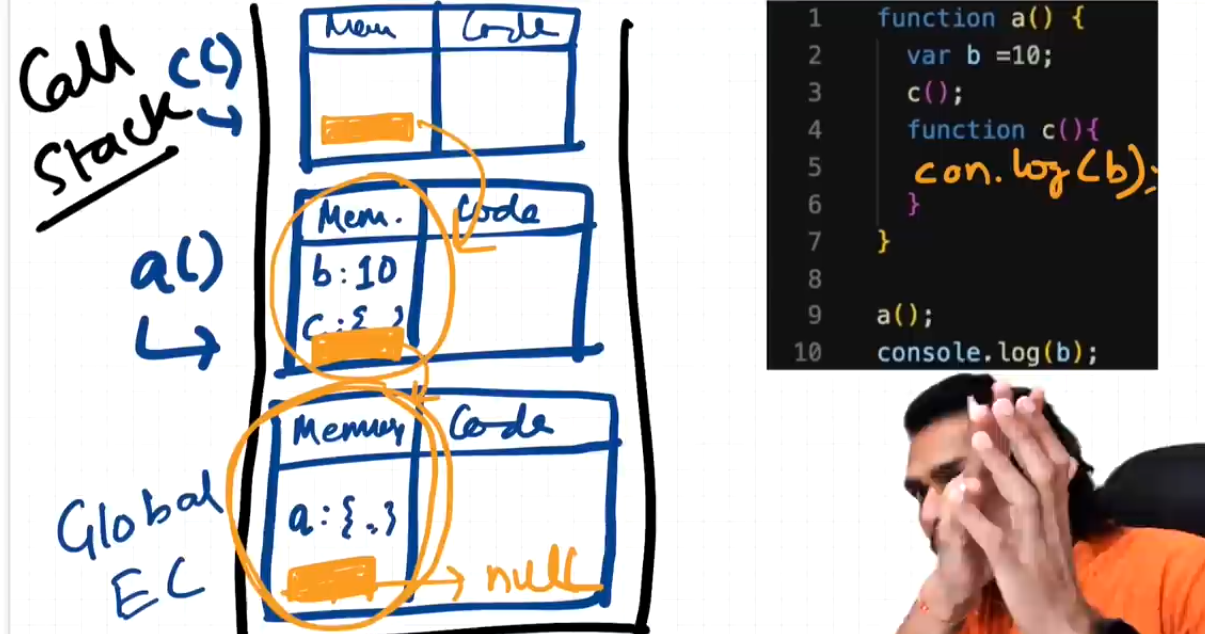 Call
Stack
c()
Mem
Code
a()
Mem.
Code
b:10
c:{ }
Global
EC
Memory
Code
a:{..}
null
1 function a() {
2 var b =10;
3 c();
4 function c(){
5 con.log(b);
6 }
7 }
8
9 a();
10 console.log(b);